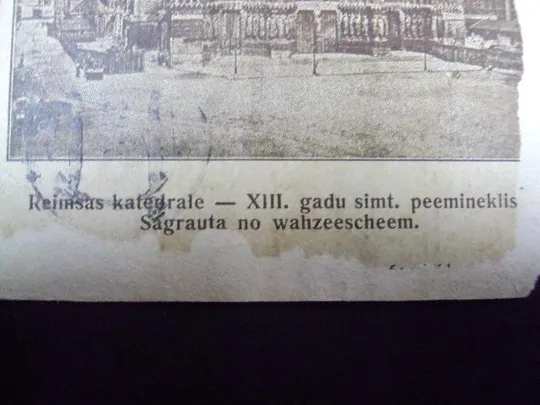 Reimsas katedrale — XIII. gadu simt. peemineklis
Sagrauta no wahzeescheem.